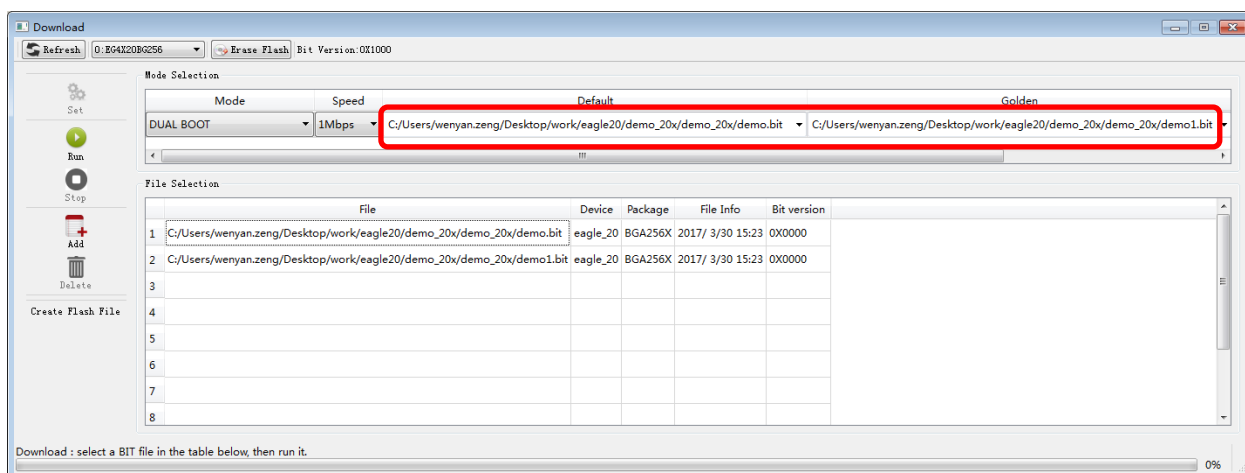 Download
Refresh 0:EG4X20BG256 Erase Flash Bit Version:0X1000
Set
Run
Stop
Add
Delete
Create Flash File
Mode Selection
Mode Speed Default Golden
DUAL BOOT 1Mbps C:/Users/wenyan.zeng/Desktop/work/eagle20/demo_20x/demo_20x/demo.bit C:/Users/wenyan.zeng/Desktop/work/eagle20/demo_20x/demo_20x/demo1.bit
File Selection
File Device Package File Info Bit version
1 C:/Users/wenyan.zeng/Desktop/work/eagle20/demo_20x/demo_20x/demo.bit eagle_20 BGA256X 2017/ 3/30 15:23 0X0000
2 C:/Users/wenyan.zeng/Desktop/work/eagle20/demo_20x/demo_20x/demo1.bit eagle_20 BGA256X 2017/ 3/30 15:23 0X0000
3
4
5
6
7
8
Download : select a BIT file in the table below, then run it.
0%